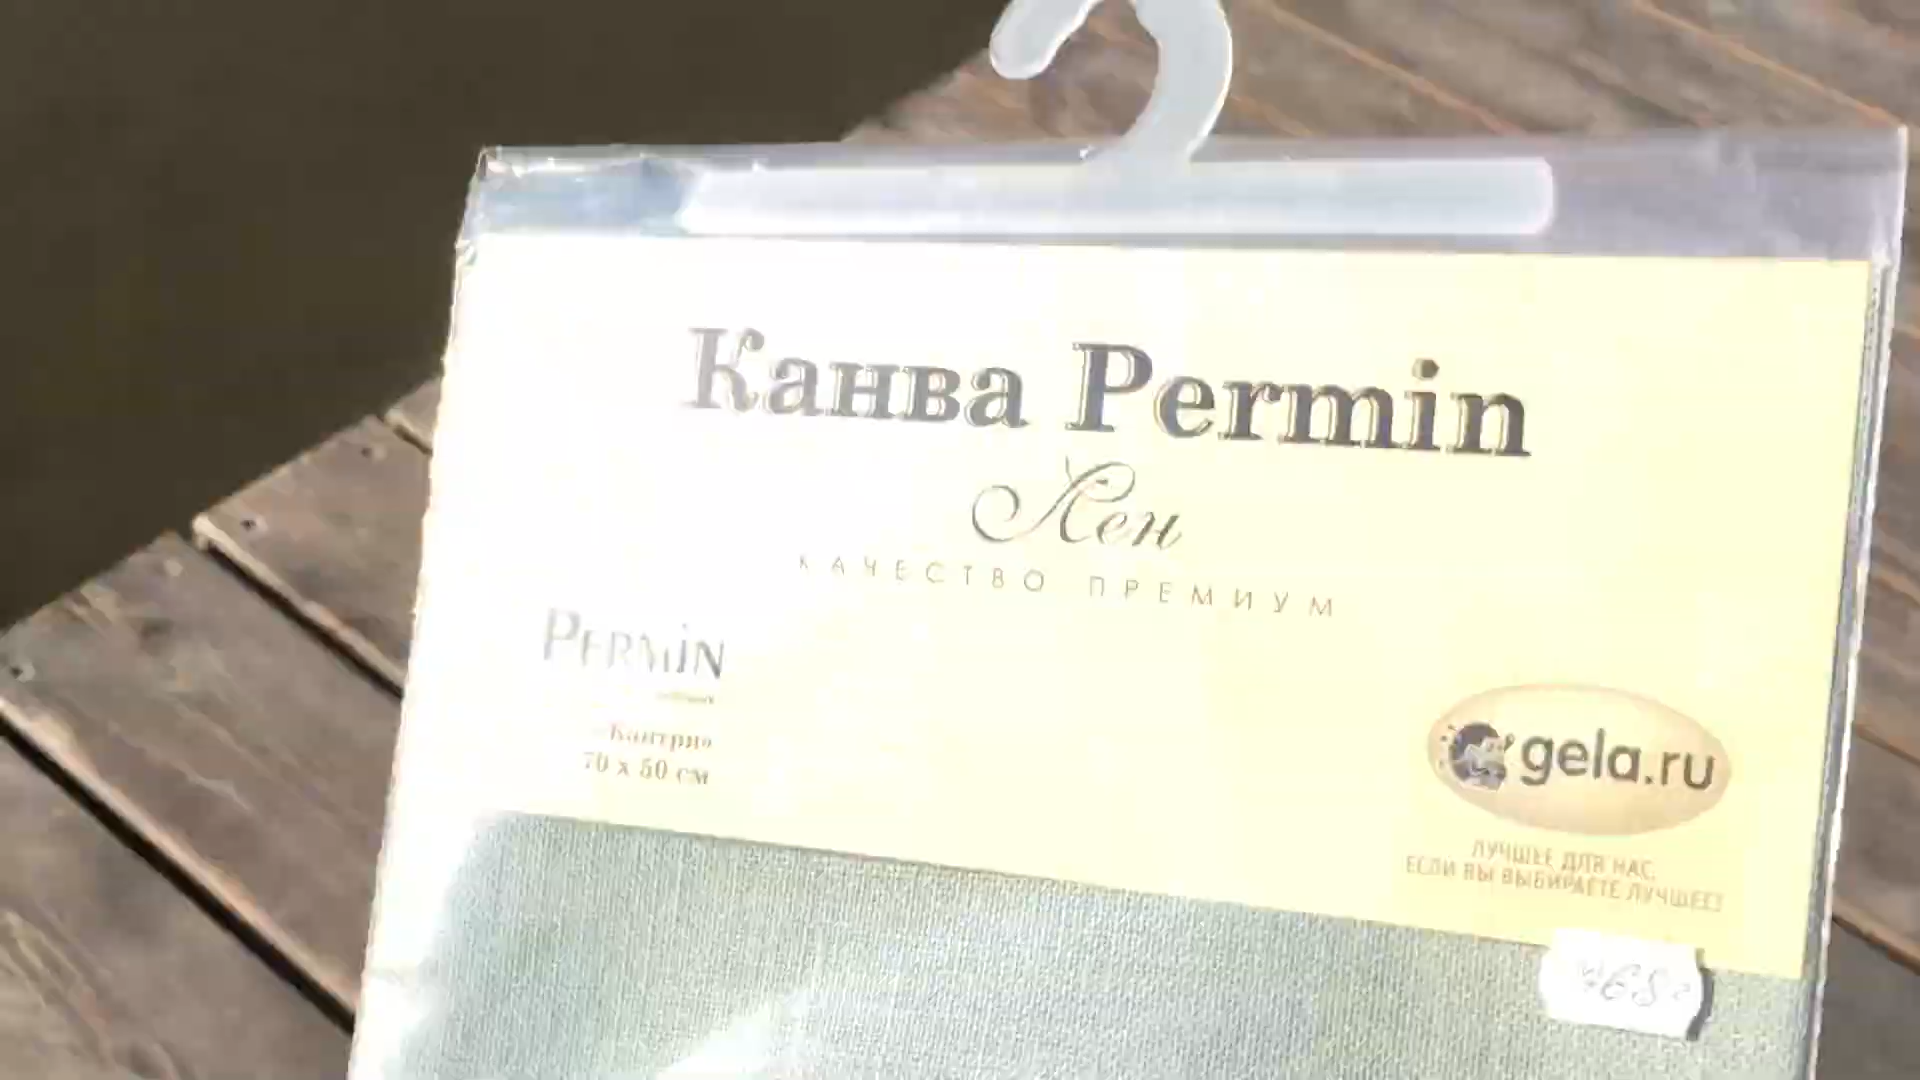 Канва Permin
Лен
КАЧЕСТВО ПРЕМИУМ
PERMiN
«Кантри»
70 x 50 см
gela.ru
ЛУЧШЕЕ ДЛЯ НАС,
ЕСЛИ ВЫ ВЫБИРАЕТЕ ЛУЧШЕЕ!